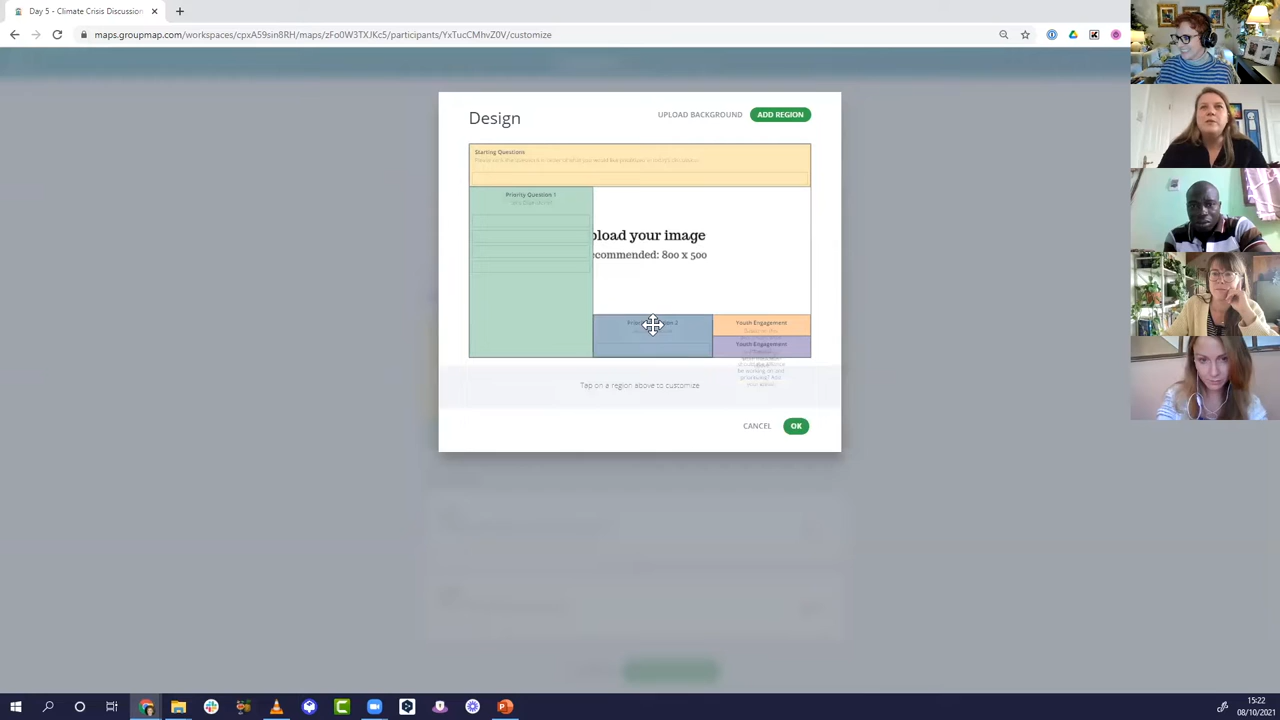 Day 5 - Climate Crisis Discussion
maps.groupmap.com/workspaces/cpxA59sin8RH/maps/zFo0W3TXJKc5/participants/YxTucCMhvZ0V/customize
Design
UPLOAD BACKGROUND
ADD REGION
Starting Questions
Priority Question 1
pload your image
ecommended: 800 x 500
Youth Engagement
Youth Engagement
Tap on a region above to customize
CANCEL
OK
15:22
08/10/2021